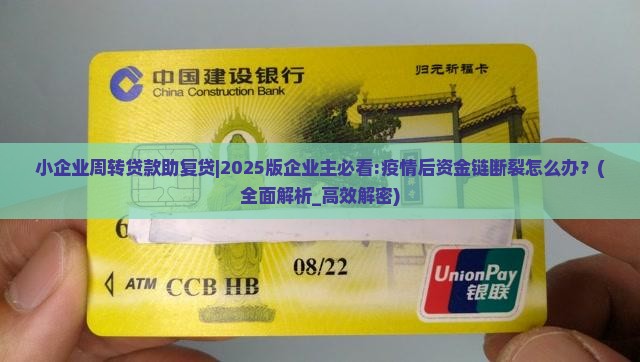 中国建设银行
China Construction Bank
归元祈福卡
小企业周转贷款助复贷|2025版企业主必看:疫情后资金链断裂怎么办？(
全面解析_高效解密)
6
08/22
ATM CCB HB
UnionPay
银联